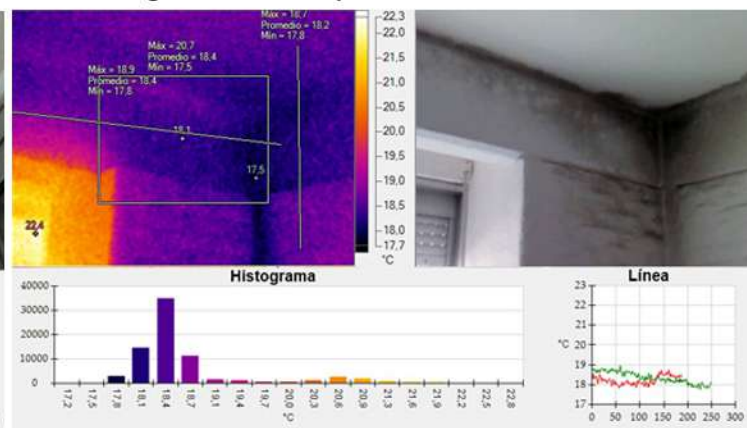 Máx = 18,7
Promedio = 18,2
Mín = 17,8
Máx = 20,7
Promedio = 18,4
Mín = 17,5
Máx = 18,9
Promedio = 18,4
Mín = 17,8
18,1
17,5
22,4
22,3
22,0
21,5
21,0
20,5
20,0
19,5
19,0
18,5
18,0
17,7
°C
Histograma
40000
30000
20000
10000
0
17,2 17,5 17,8 18,1 18,4 18,7 19,1 19,4 19,7 20,0 20,3 20,6 20,9 21,3 21,6 21,9 22,2 22,5 22,8
°C
Línea
°C
23
22
21
20
19
18
17
0 50 100 150 200 250 300